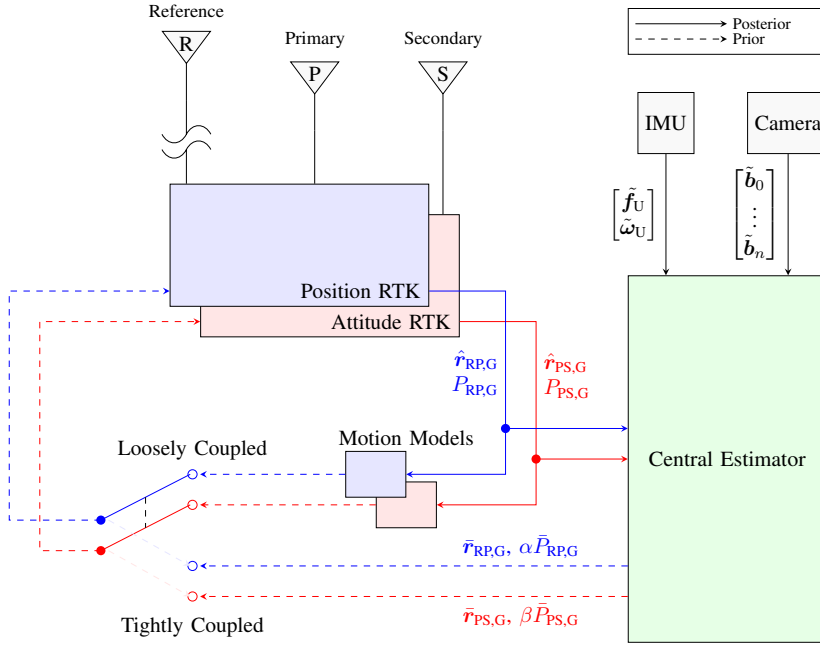 Reference
Primary
Secondary
R
P
S
Posterior
Prior
IMU
Camera
[f̃_U
ω̃_U]
[b̃_0
⋮
b̃_n]
Position RTK
Attitude RTK
r̂_RP,G
P_RP,G
r̂_PS,G
P_PS,G
Loosely Coupled
Motion Models
Central Estimator
r̄_RP,G, αP̄_RP,G
r̄_PS,G, βP̄_PS,G
Tightly Coupled